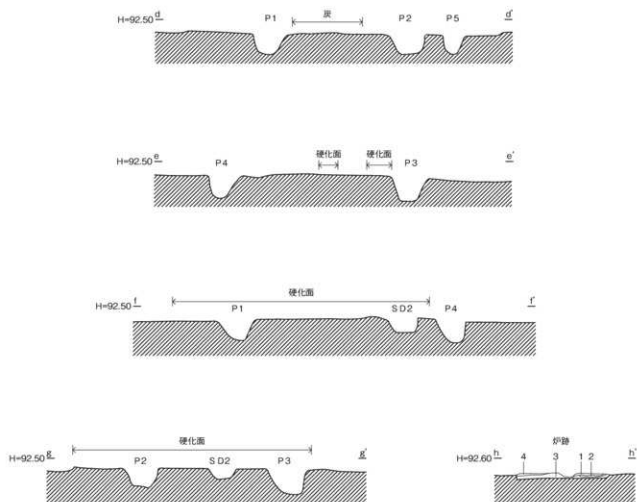 P1 炭 P2 P5
H=92.50 d d'
硬化面 硬化面
P4 P3
H=92.50 e e'
硬化面
P1 SD2 P4
H=92.50 f f'
硬化面
P2 SD2 P3
H=92.50 g g'
炉跡
4 3 1 2
H=92.60 h h'